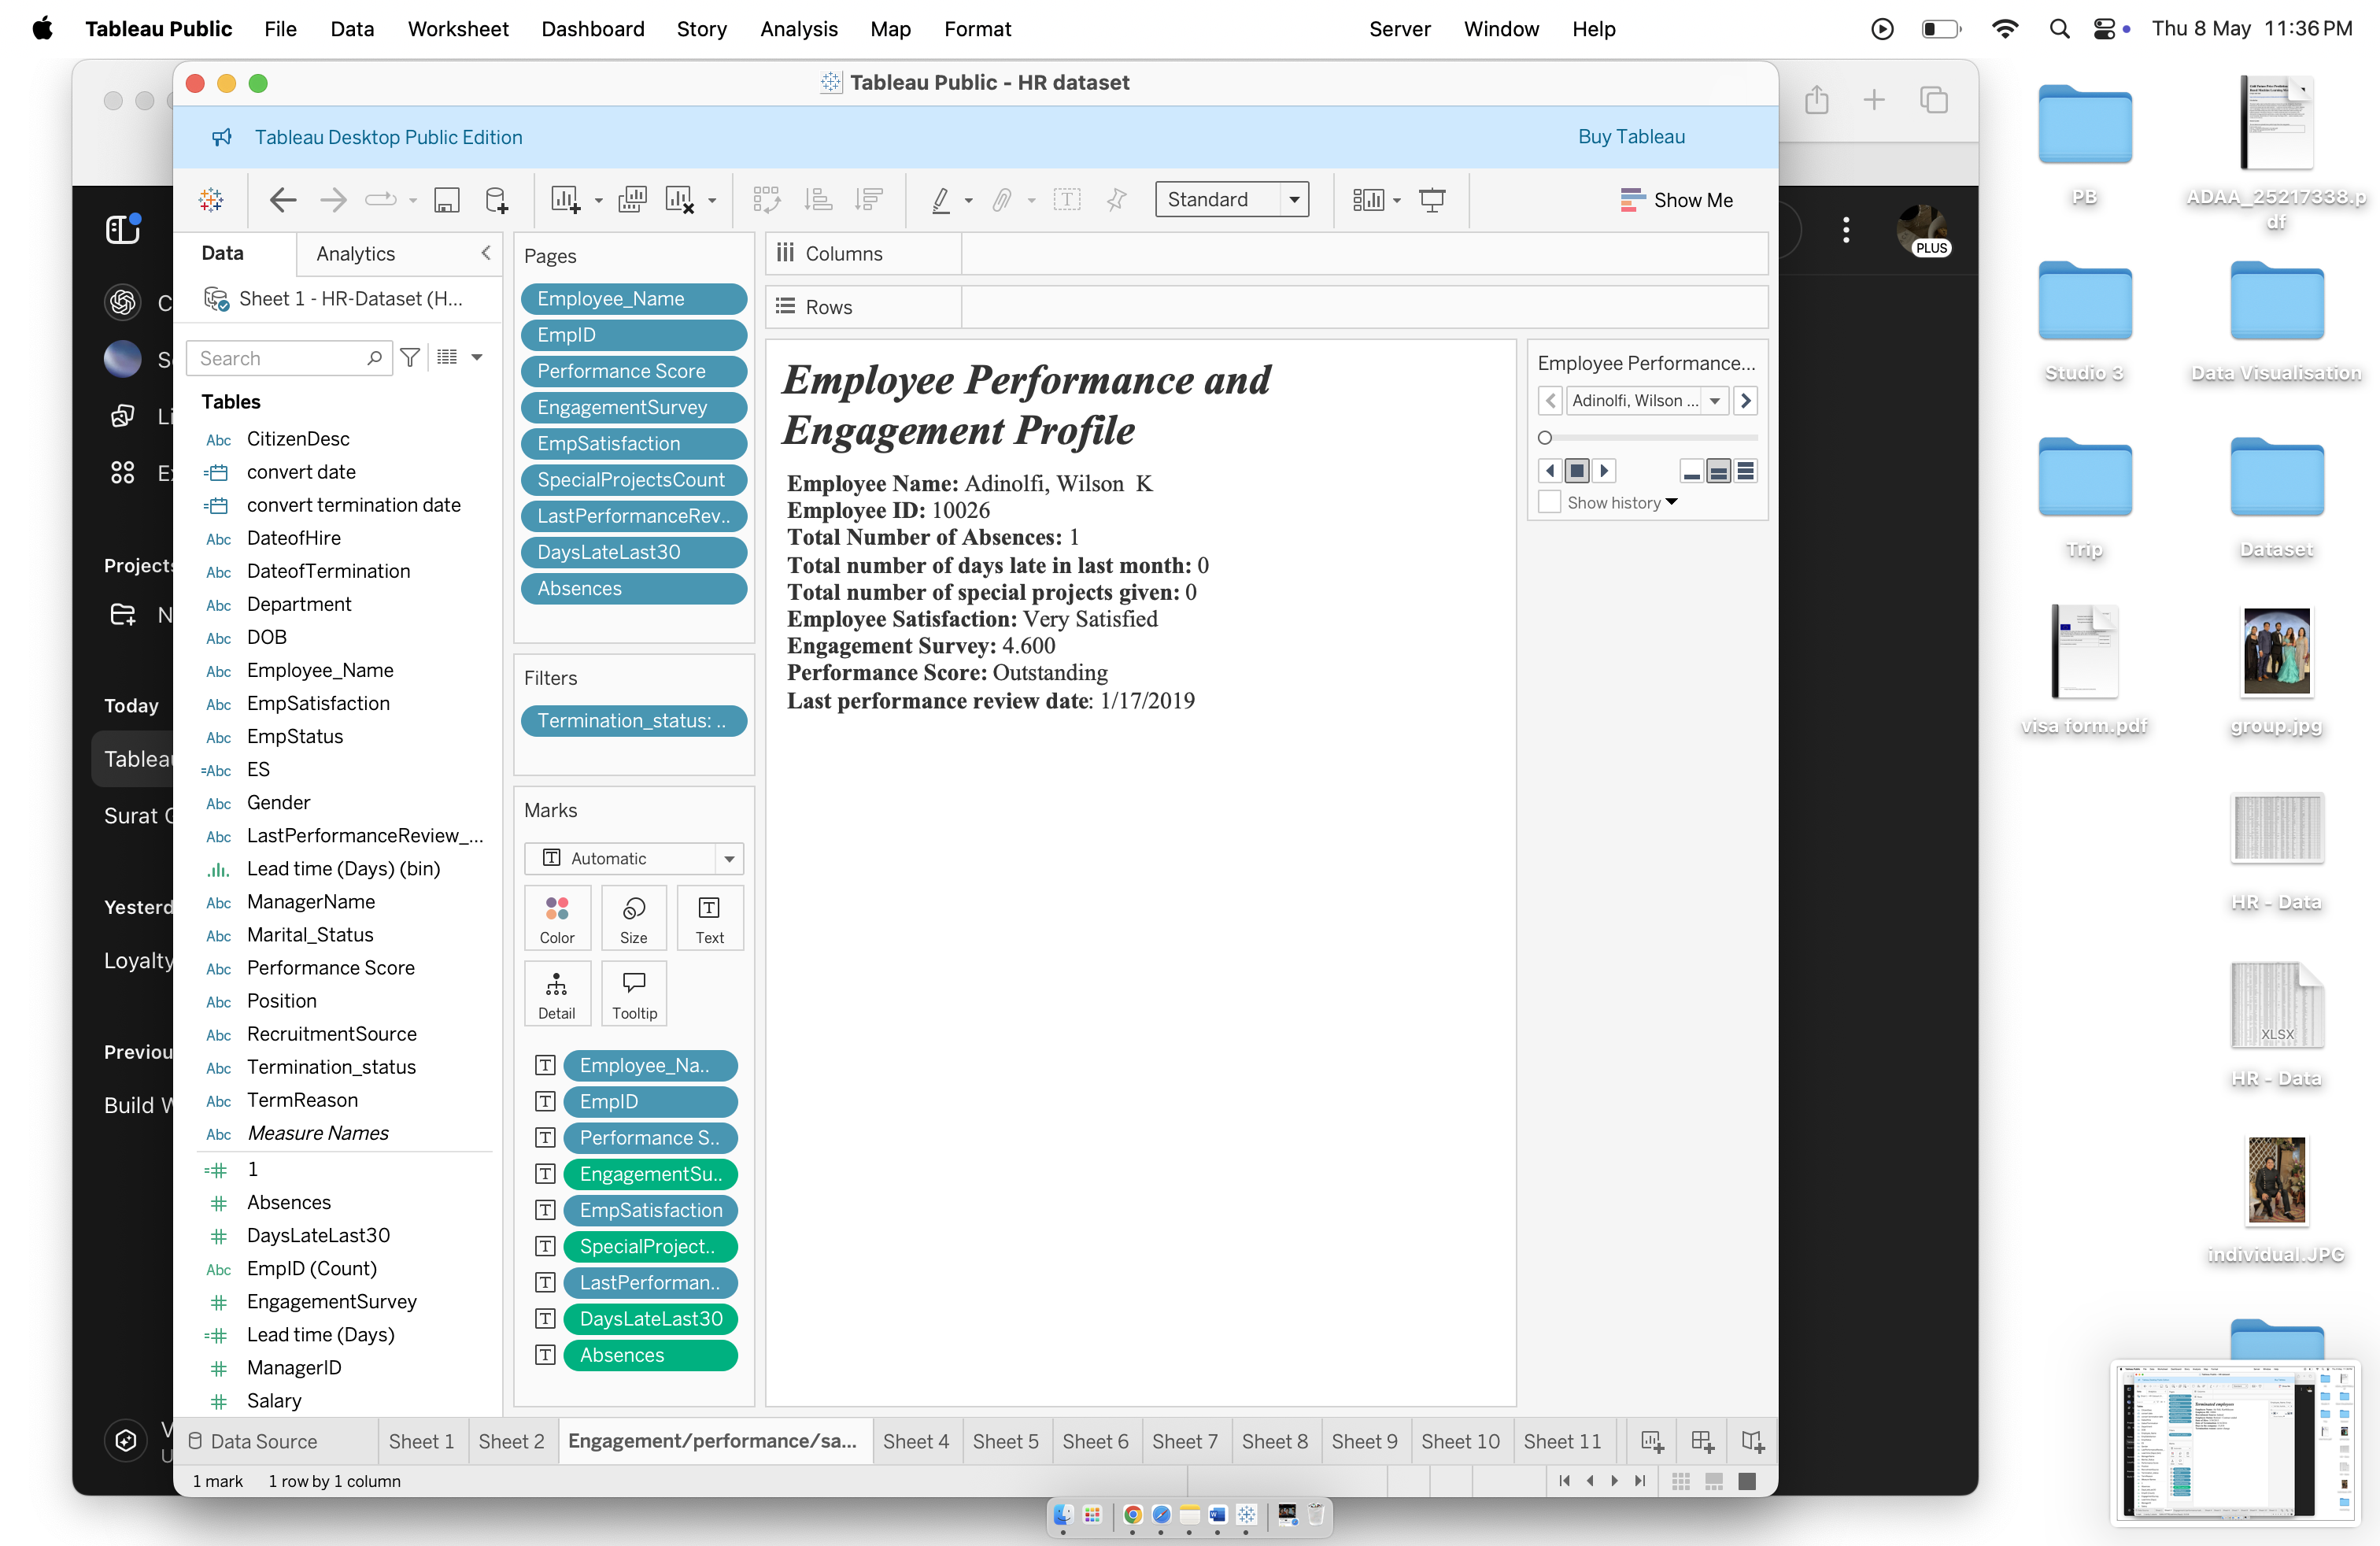 Tableau Public File Data Worksheet Dashboard Story Analysis Map Format Server Window Help Thu 8 May 11:36 PM
Tableau Public - HR dataset
Tableau Desktop Public Edition Buy Tableau
Standard Show Me
PLUS
Projects
Today
Surat
Loyalty
Build
Data Analytics
Sheet 1 - HR-Dataset (H...
Search
Tables
Abc CitizenDesc
convert date
convert termination date
Abc DateofHire
Abc DateofTermination
Abc Department
Abc DOB
Abc Employee_Name
Abc EmpSatisfaction
Abc EmpStatus
=Abc ES
Abc Gender
Abc LastPerformanceReview_...
Lead time (Days) (bin)
Abc ManagerName
Abc Marital_Status
Abc Performance Score
Abc Position
Abc RecruitmentSource
Abc Termination_status
Abc TermReason
Abc Measure Names
=# 1
# Absences
# DaysLateLast30
Abc EmpID (Count)
# EngagementSurvey
=# Lead time (Days)
# ManagerID
# Salary
Pages
Employee_Name
EmpID
Performance Score
EngagementSurvey
EmpSatisfaction
SpecialProjectsCount
LastPerformanceRev..
DaysLateLast30
Absences
Filters
Termination_status: ..
Marks
Automatic
Color Size Text
Detail Tooltip
Employee_Na..
EmpID
Performance S..
EngagementSu..
EmpSatisfaction
SpecialProject..
LastPerforman..
DaysLateLast30
Absences
Columns
Rows
Employee Performance and
Engagement Profile
Employee Name: Adinolfi, Wilson K
Employee ID: 10026
Total Number of Absences: 1
Total number of days late in last month: 0
Total number of special projects given: 0
Employee Satisfaction: Very Satisfied
Engagement Survey: 4.600
Performance Score: Outstanding
Last performance review date: 1/17/2019
Employee Performance...
Adinolfi, Wilson ...
Show history
Data Source Sheet 1 Sheet 2 Engagement/performance/sa... Sheet 4 Sheet 5 Sheet 6 Sheet 7 Sheet 8 Sheet 9 Sheet 10 Sheet 11
1 mark 1 row by 1 column
PB
ADAA_25217338.p
df
Studio 3
Data Visualisation
Trip
Dataset
visa form.pdf
group.jpg
HR - Data
XLSX
HR - Data
individual.JPG